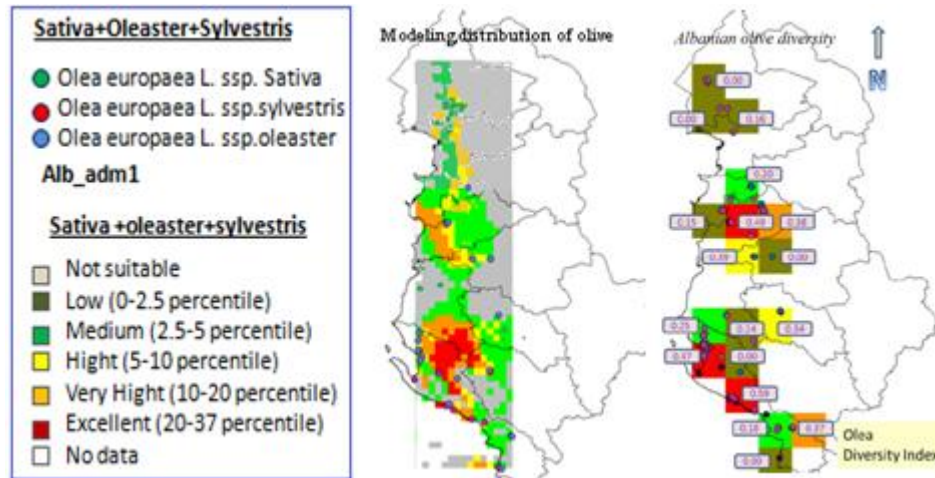 Sativa+Oleaster+Sylvestris
Olea europaea L. ssp. Sativa
Olea europaea L. ssp.sylvestris
Olea europaea L. ssp.oleaster
Alb_adm1
Sativa +oleaster+sylvestris
Not suitable
Low (0-2.5 percentile)
Medium (2.5-5 percentile)
Hight (5-10 percentile)
Very Hight (10-20 percentile)
Excellent (20-37 percentile)
No data
Modeling,distribution of olive
Albanian olive diversity
N
0.00
0.00
0.16
0.20
0.15
0.36
0.39
0.00
0.25
0.24
0.34
0.47
0.00
0.59
0.16
0.37
0.00
Olea
Diversity Index